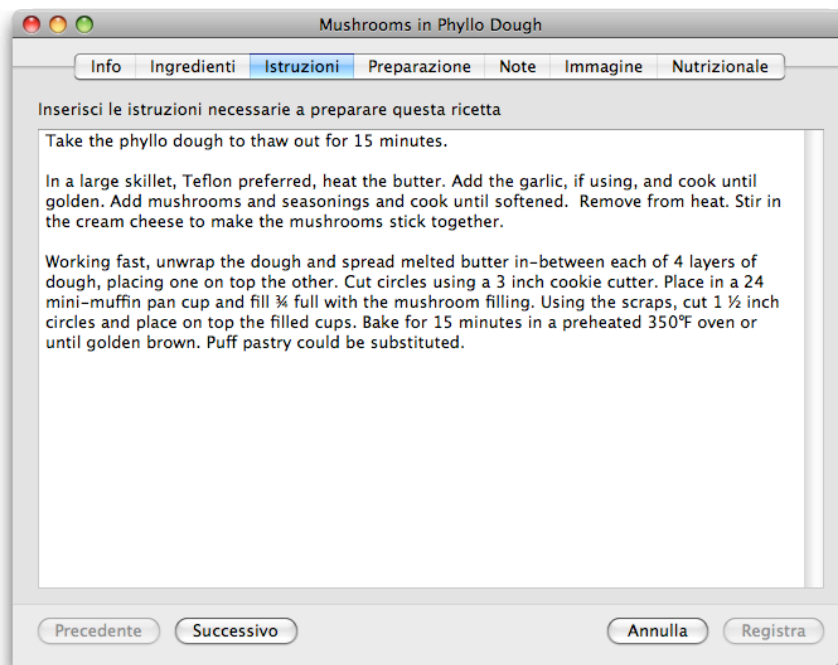 Mushrooms in Phyllo Dough
Info Ingredienti Istruzioni Preparazione Note Immagine Nutrizionale
Inserisci le istruzioni necessarie a preparare questa ricetta
Take the phyllo dough to thaw out for 15 minutes.
In a large skillet, Teflon preferred, heat the butter. Add the garlic, if using, and cook until
golden. Add mushrooms and seasonings and cook until softened.  Remove from heat. Stir in
the cream cheese to make the mushrooms stick together.
Working fast, unwrap the dough and spread melted butter in-between each of 4 layers of
dough, placing one on top the other. Cut circles using a 3 inch cookie cutter. Place in a 24
mini-muffin pan cup and fill ¾ full with the mushroom filling. Using the scraps, cut 1 ½ inch
circles and place on top the filled cups. Bake for 15 minutes in a preheated 350°F oven or
until golden brown. Puff pastry could be substituted.
Precedente Successivo Annulla Registra